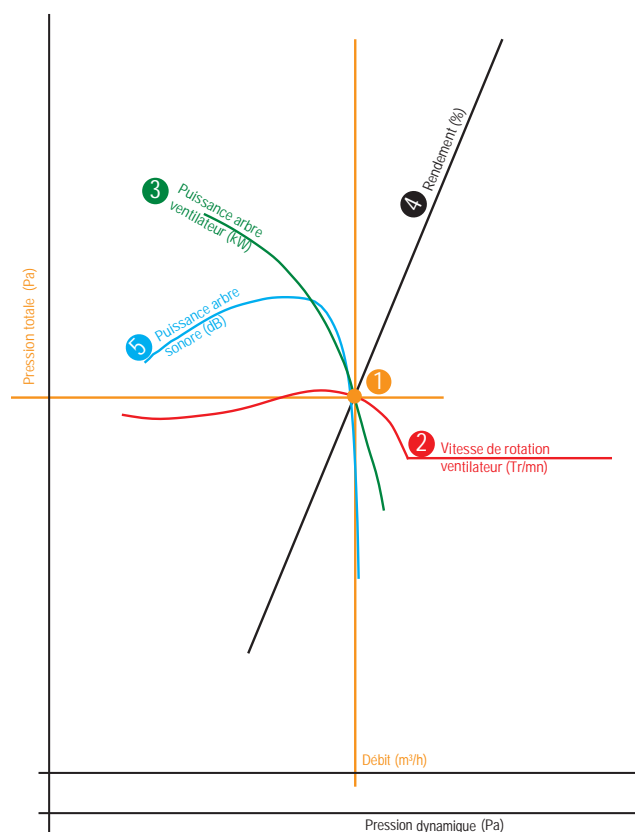 Pression totale (Pa)
3
Puissance arbre
ventilateur (kW)
5
Puissance arbre
sonore (dB)
4
Rendement (%)
1
2
Vitesse de rotation
ventilateur (Tr/mn)
Débit (m³/h)
Pression dynamique (Pa)